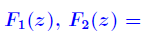 F₁(z), F₂(z) =